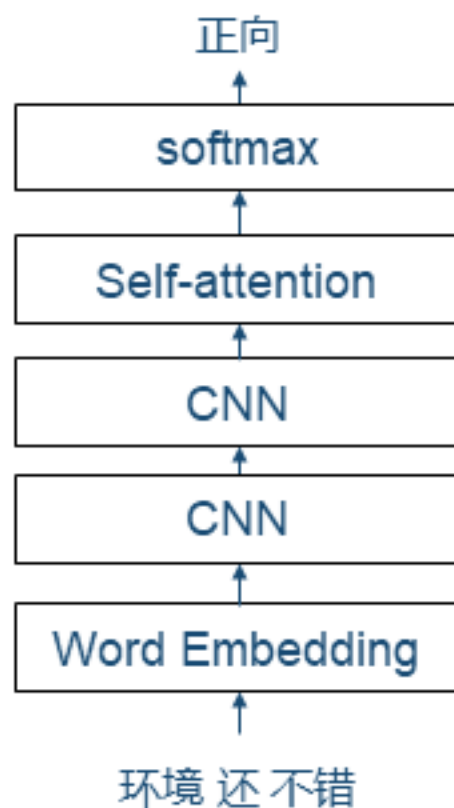 正向
softmax
Self-attention
CNN
CNN
Word Embedding
环境 还 不错